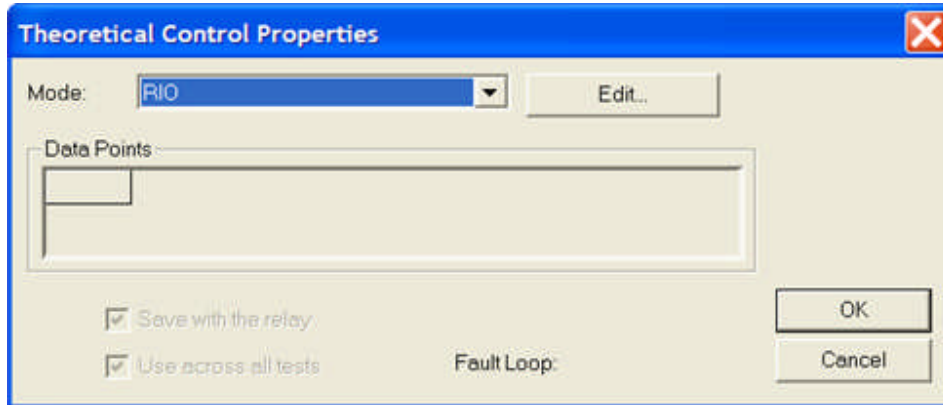 Theoretical Control Properties
Mode: RIO Edit...
Data Points
Save with the relay
OK
Use across all tests Fault Loop: Cancel